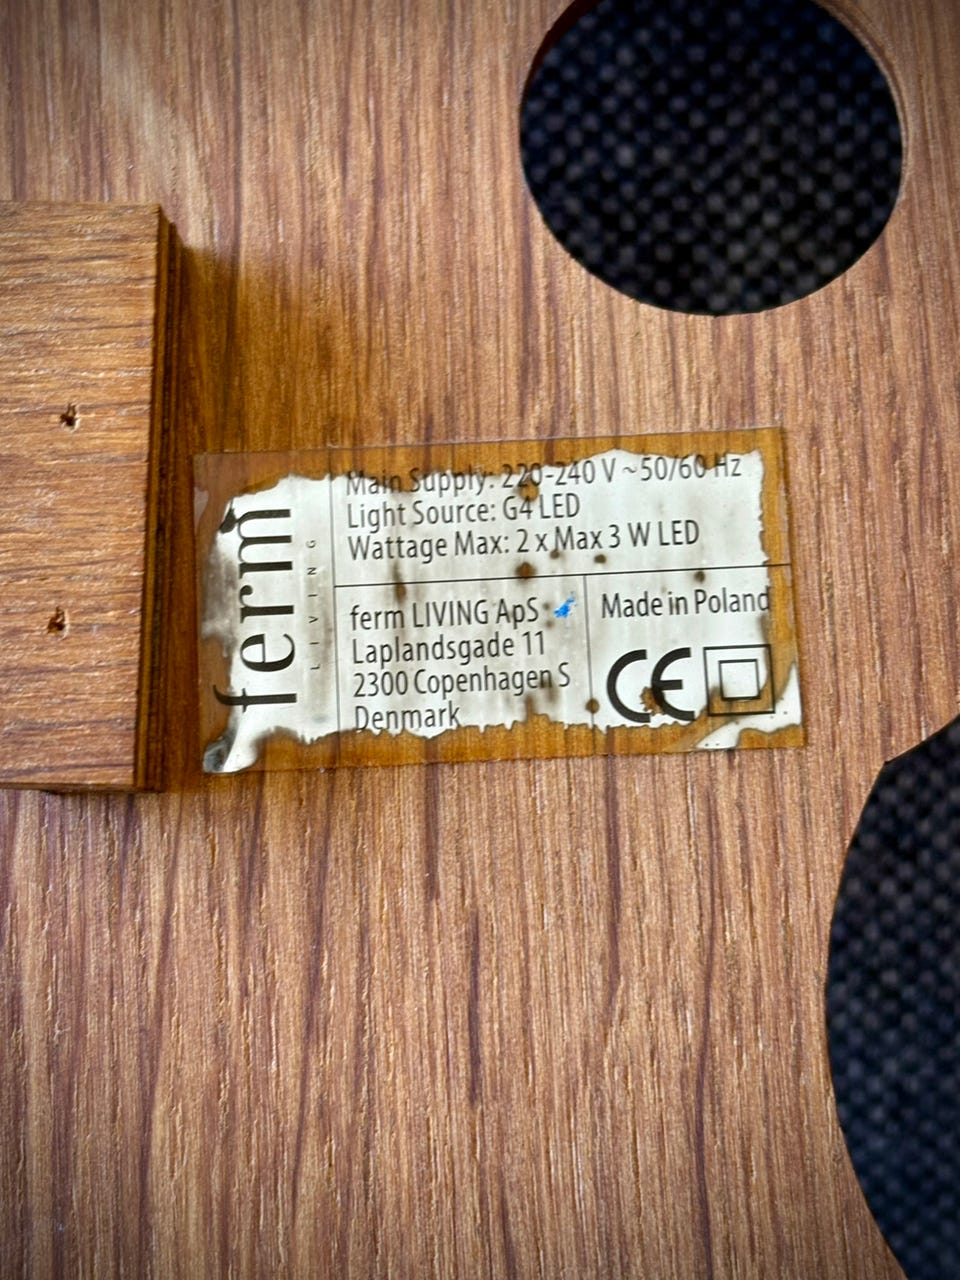 ferm
LIVING
Main Supply: 220-240 V ~ 50/60 Hz
Light Source: G4 LED
Wattage Max: 2 x Max 3 W LED
ferm LIVING ApS
Laplandsgade 11
2300 Copenhagen S
Denmark
Made in Poland
CE